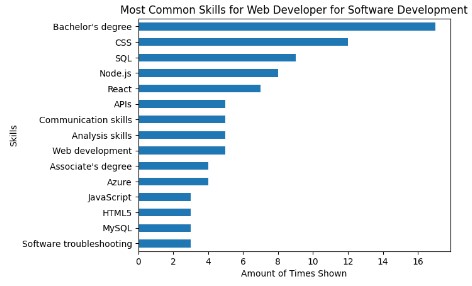 Most Common Skills for Web Developer for Software Development
Bachelor's degree
CSS
SQL
Node.js
React
APIs
Communication skills
Analysis skills
Web development
Associate's degree
Azure
JavaScript
HTML5
MySQL
Software troubleshooting
Skills
0 2 4 6 8 10 12 14 16
Amount of Times Shown